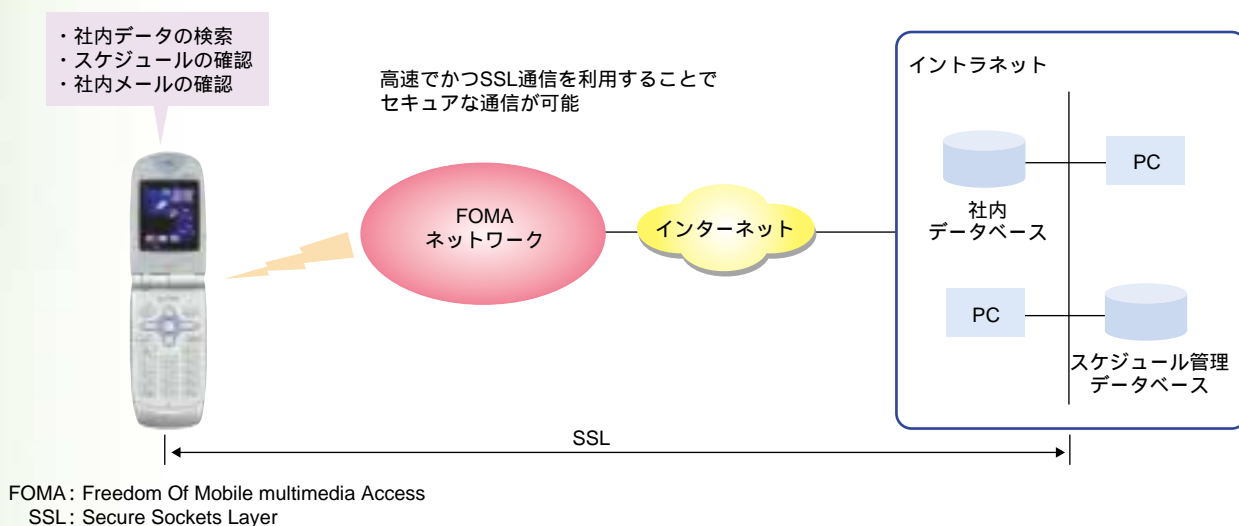 ・社内データの検索
・スケジュールの確認
・社内メールの確認
高速でかつSSL通信を利用することで
セキュアな通信が可能
イントラネット
FOMA
ネットワーク
インターネット
社内
データベース
PC
PC
スケジュール管理
データベース
SSL
FOMA: Freedom Of Mobile multimedia Access
SSL: Secure Sockets Layer